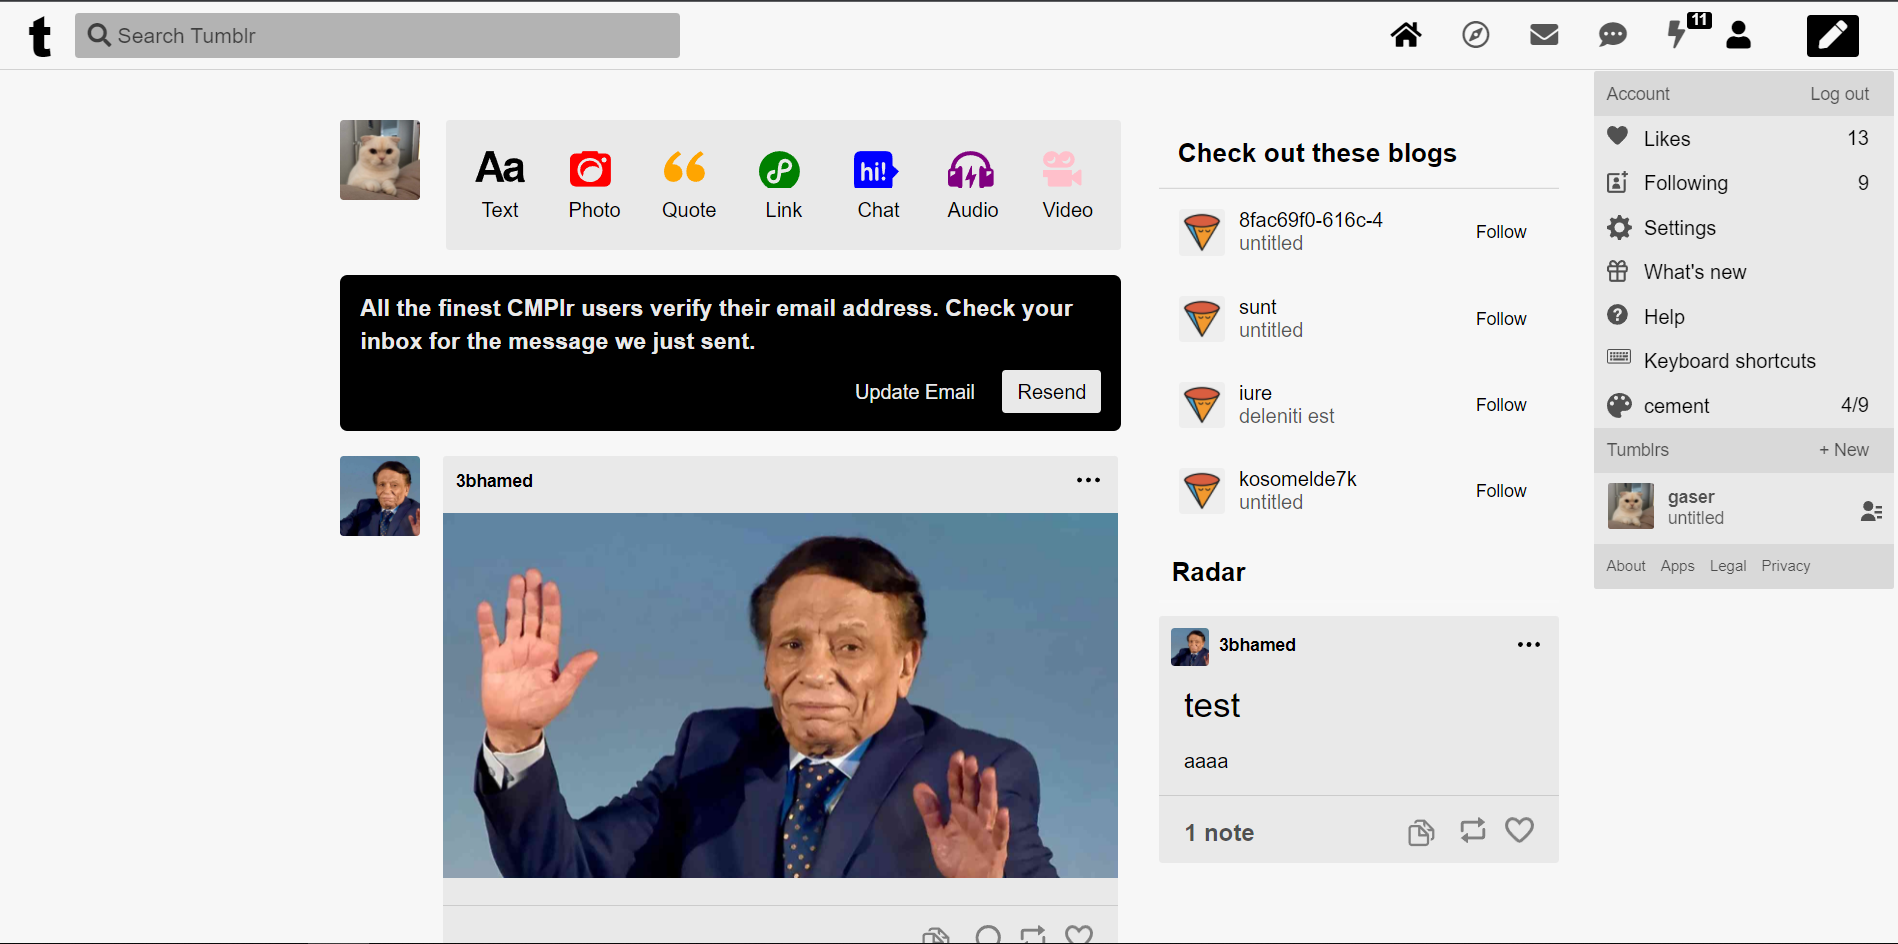 t
Search Tumblr
11
Aa
hi!
Text
Photo
Quote
Link
Chat
Audio
Video
All the finest CMPlr users verify their email address. Check your
inbox for the message we just sent.
Update Email
Resend
3bhamed
Check out these blogs
8fac69f0-616c-4
untitled
Follow
sunt
untitled
Follow
iure
deleniti est
Follow
kosomelde7k
untitled
Follow
Radar
3bhamed
test
aaaa
1 note
Account
Log out
Likes
13
Following
9
Settings
What's new
Help
Keyboard shortcuts
cement
4/9
Tumblrs
+ New
gaser
untitled
About Apps Legal Privacy